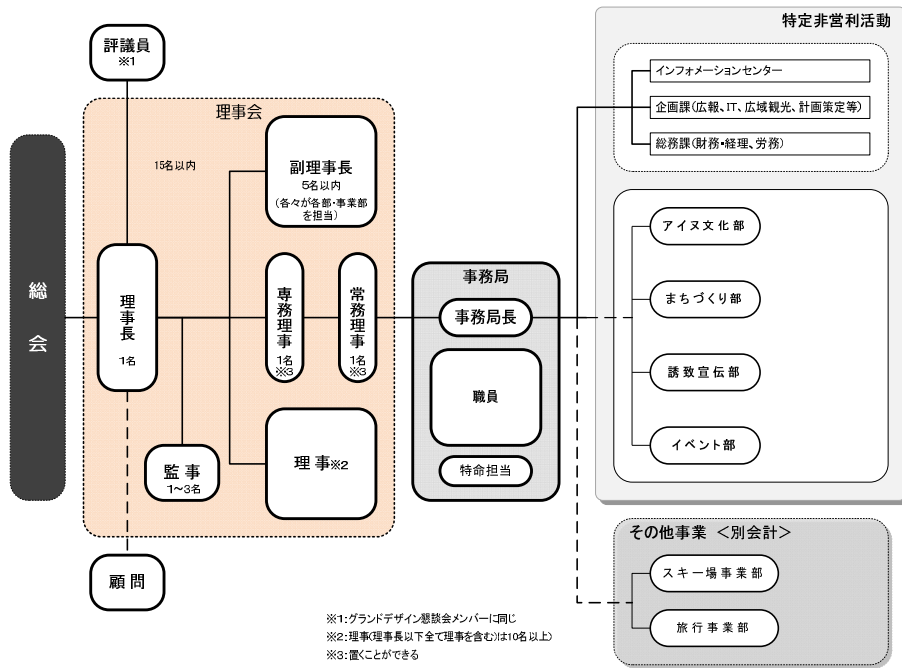 総会
評議員
※1
理事会
15名以内
理事長
1名
副理事長
5名以内
(各々が各部・事業部
を担当)
専務理事
1名
※3
常務理事
1名
※3
監事
1～3名
理事※2
顧問
事務局
事務局長
職員
特命担当
特定非営利活動
インフォメーションセンター
企画課(広報、IT、広域観光、計画策定等)
総務課(財務・経理、労務)
アイヌ文化部
まちづくり部
誘致宣伝部
イベント部
その他事業 <別会計>
スキー場事業部
旅行事業部
※1:グランドデザイン懇談会メンバーに同じ
※2:理事(理事長以下全て理事を含む)は10名以上)
※3:置くことができる